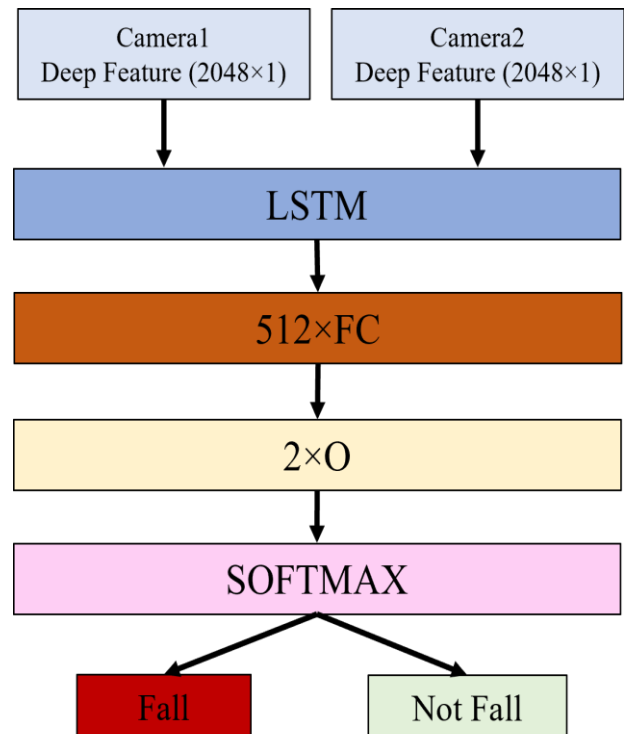 Camera1
Deep Feature (2048×1)
Camera2
Deep Feature (2048×1)
LSTM
512×FC
2×O
SOFTMAX
Fall
Not Fall